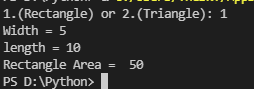 1.(Rectangle) or 2.(Triangle): 1
Width = 5
length = 10
Rectangle Area =  50
PS D:\Python>